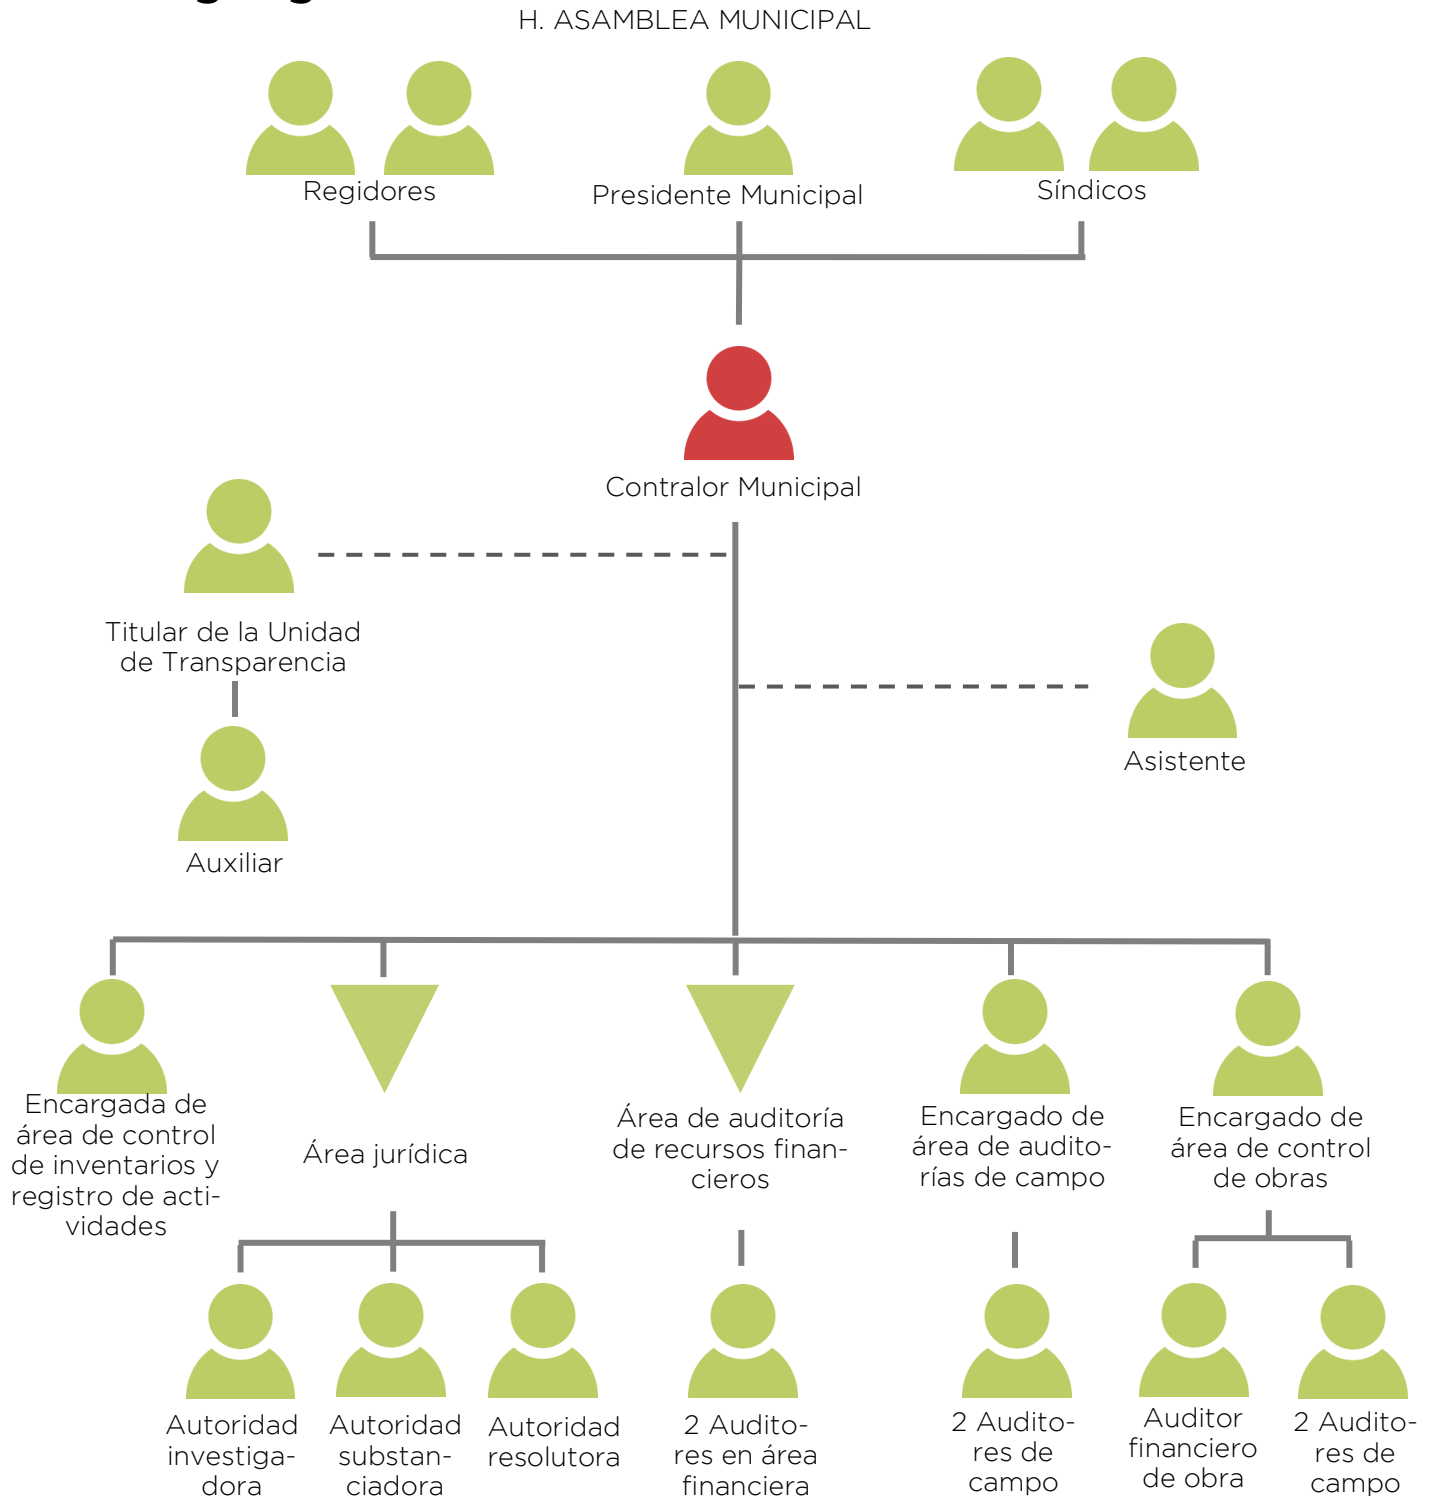 H. ASAMBLEA MUNICIPAL
Regidores
Presidente Municipal
Síndicos
Contralor Municipal
Titular de la Unidad
de Transparencia
Asistente
Auxiliar
Encargada de
área de control
de inventarios y
registro de acti-
vidades
Área jurídica
Área de auditoría
de recursos finan-
cieros
Encargado de
área de audito-
rías de campo
Encargado de
área de control
de obras
Autoridad
investiga-
dora
Autoridad
substan-
ciadora
Autoridad
resolutora
2 Audito-
res en área
financiera
2 Audito-
res de
campo
Auditor
financiero
de obra
2 Audito-
res de
campo